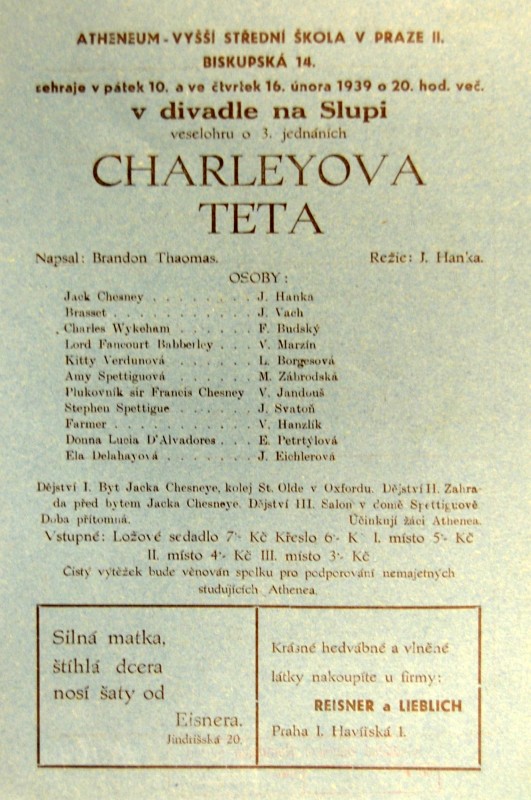 ATHENEUM - VYŠŠÍ STŘEDNÍ ŠKOLA V PRAZE II.
BISKUPSKÁ 14.
sehraje v pátek 10. a ve čtvrtek 16. února 1939 o 20. hod. več.
v divadle na Slupi
veselohru o 3. jednáních
CHARLEYOVA
TETA
Napsal: Brandon Thaomas. Režie: J. Hanka.
OSOBY:
Jack Chesney . . . . . . . J. Hanka
Brasset . . . . . . . . . . J. Vach
Charles Wykeham . . . . . . F. Budský
Lord Fancourt Babberley . . . V. Marzín
Kitty Verdunová . . . . . . L. Borgesová
Amy Spettiguová . . . . . . M. Zábrodská
Plukovník sir Francis Chesney V. Jandouš
Stephen Spettigue . . . . . . J. Svatoň
Farmer . . . . . . . . . . V. Hanzlík
Donna Lucia D'Alvadores . . . E. Petrtýlová
Ela Delahayová . . . . . . . J. Eichlerová
Dějství I. Byt Jacka Chesneye, kolej St. Olde v Oxfordu. Dějství II. Zahra-
da před bytem Jacka Chesneye. Dějství III. Salon v domě Spettiguově
Doba přítomná. Účinkují žáci Athenea.
Vstupné: Ložové sedadlo 7·- Kč Křeslo 6·- K I. místo 5·- Kč
II. místo 4·- Kč III. místo 3·- Kč
Čistý výtěžek bude věnován spolku pro podporování nemajetných
studujících Athenea.
Silná matka,
štíhlá dcera
nosí šaty od
Eisnera.
Jindřišská 20.
Krásné hedvábné a vlněné
látky nakoupíte u firmy:
REISNER a LIEBLICH
Praha I. Havířská 1.